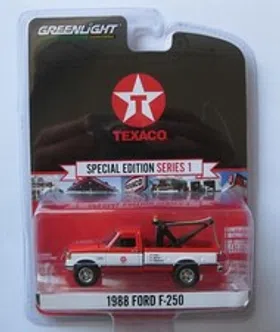 GREENLIGHT
TEXACO
SPECIAL EDITION SERIES 1
1988 FORD F-250